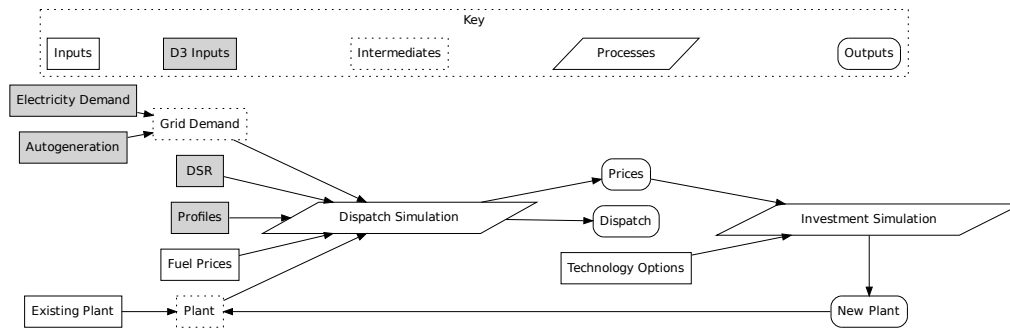 Key
Inputs
D3 Inputs
Intermediates
Processes
Outputs
Electricity Demand
Grid Demand
Autogeneration
DSR
Prices
Profiles
Dispatch Simulation
Dispatch
Investment Simulation
Fuel Prices
Technology Options
Existing Plant
Plant
New Plant